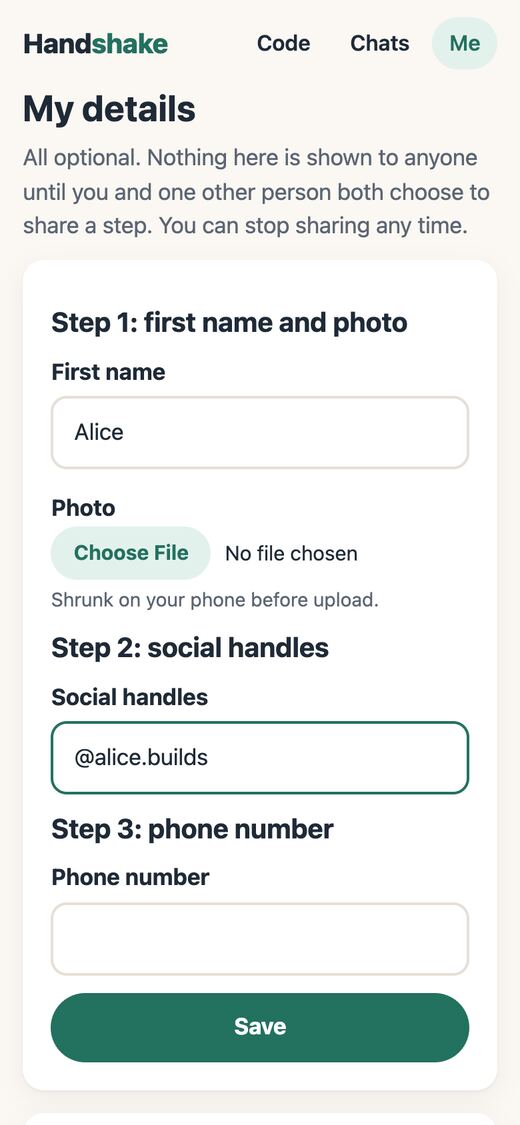 Handshake
Code
Chats
Me
My details
All optional. Nothing here is shown to anyone
until you and one other person both choose to
share a step. You can stop sharing any time.
Step 1: first name and photo
First name
Alice
Photo
Choose File
No file chosen
Shrunk on your phone before upload.
Step 2: social handles
Social handles
@alice.builds
Step 3: phone number
Phone number
Save